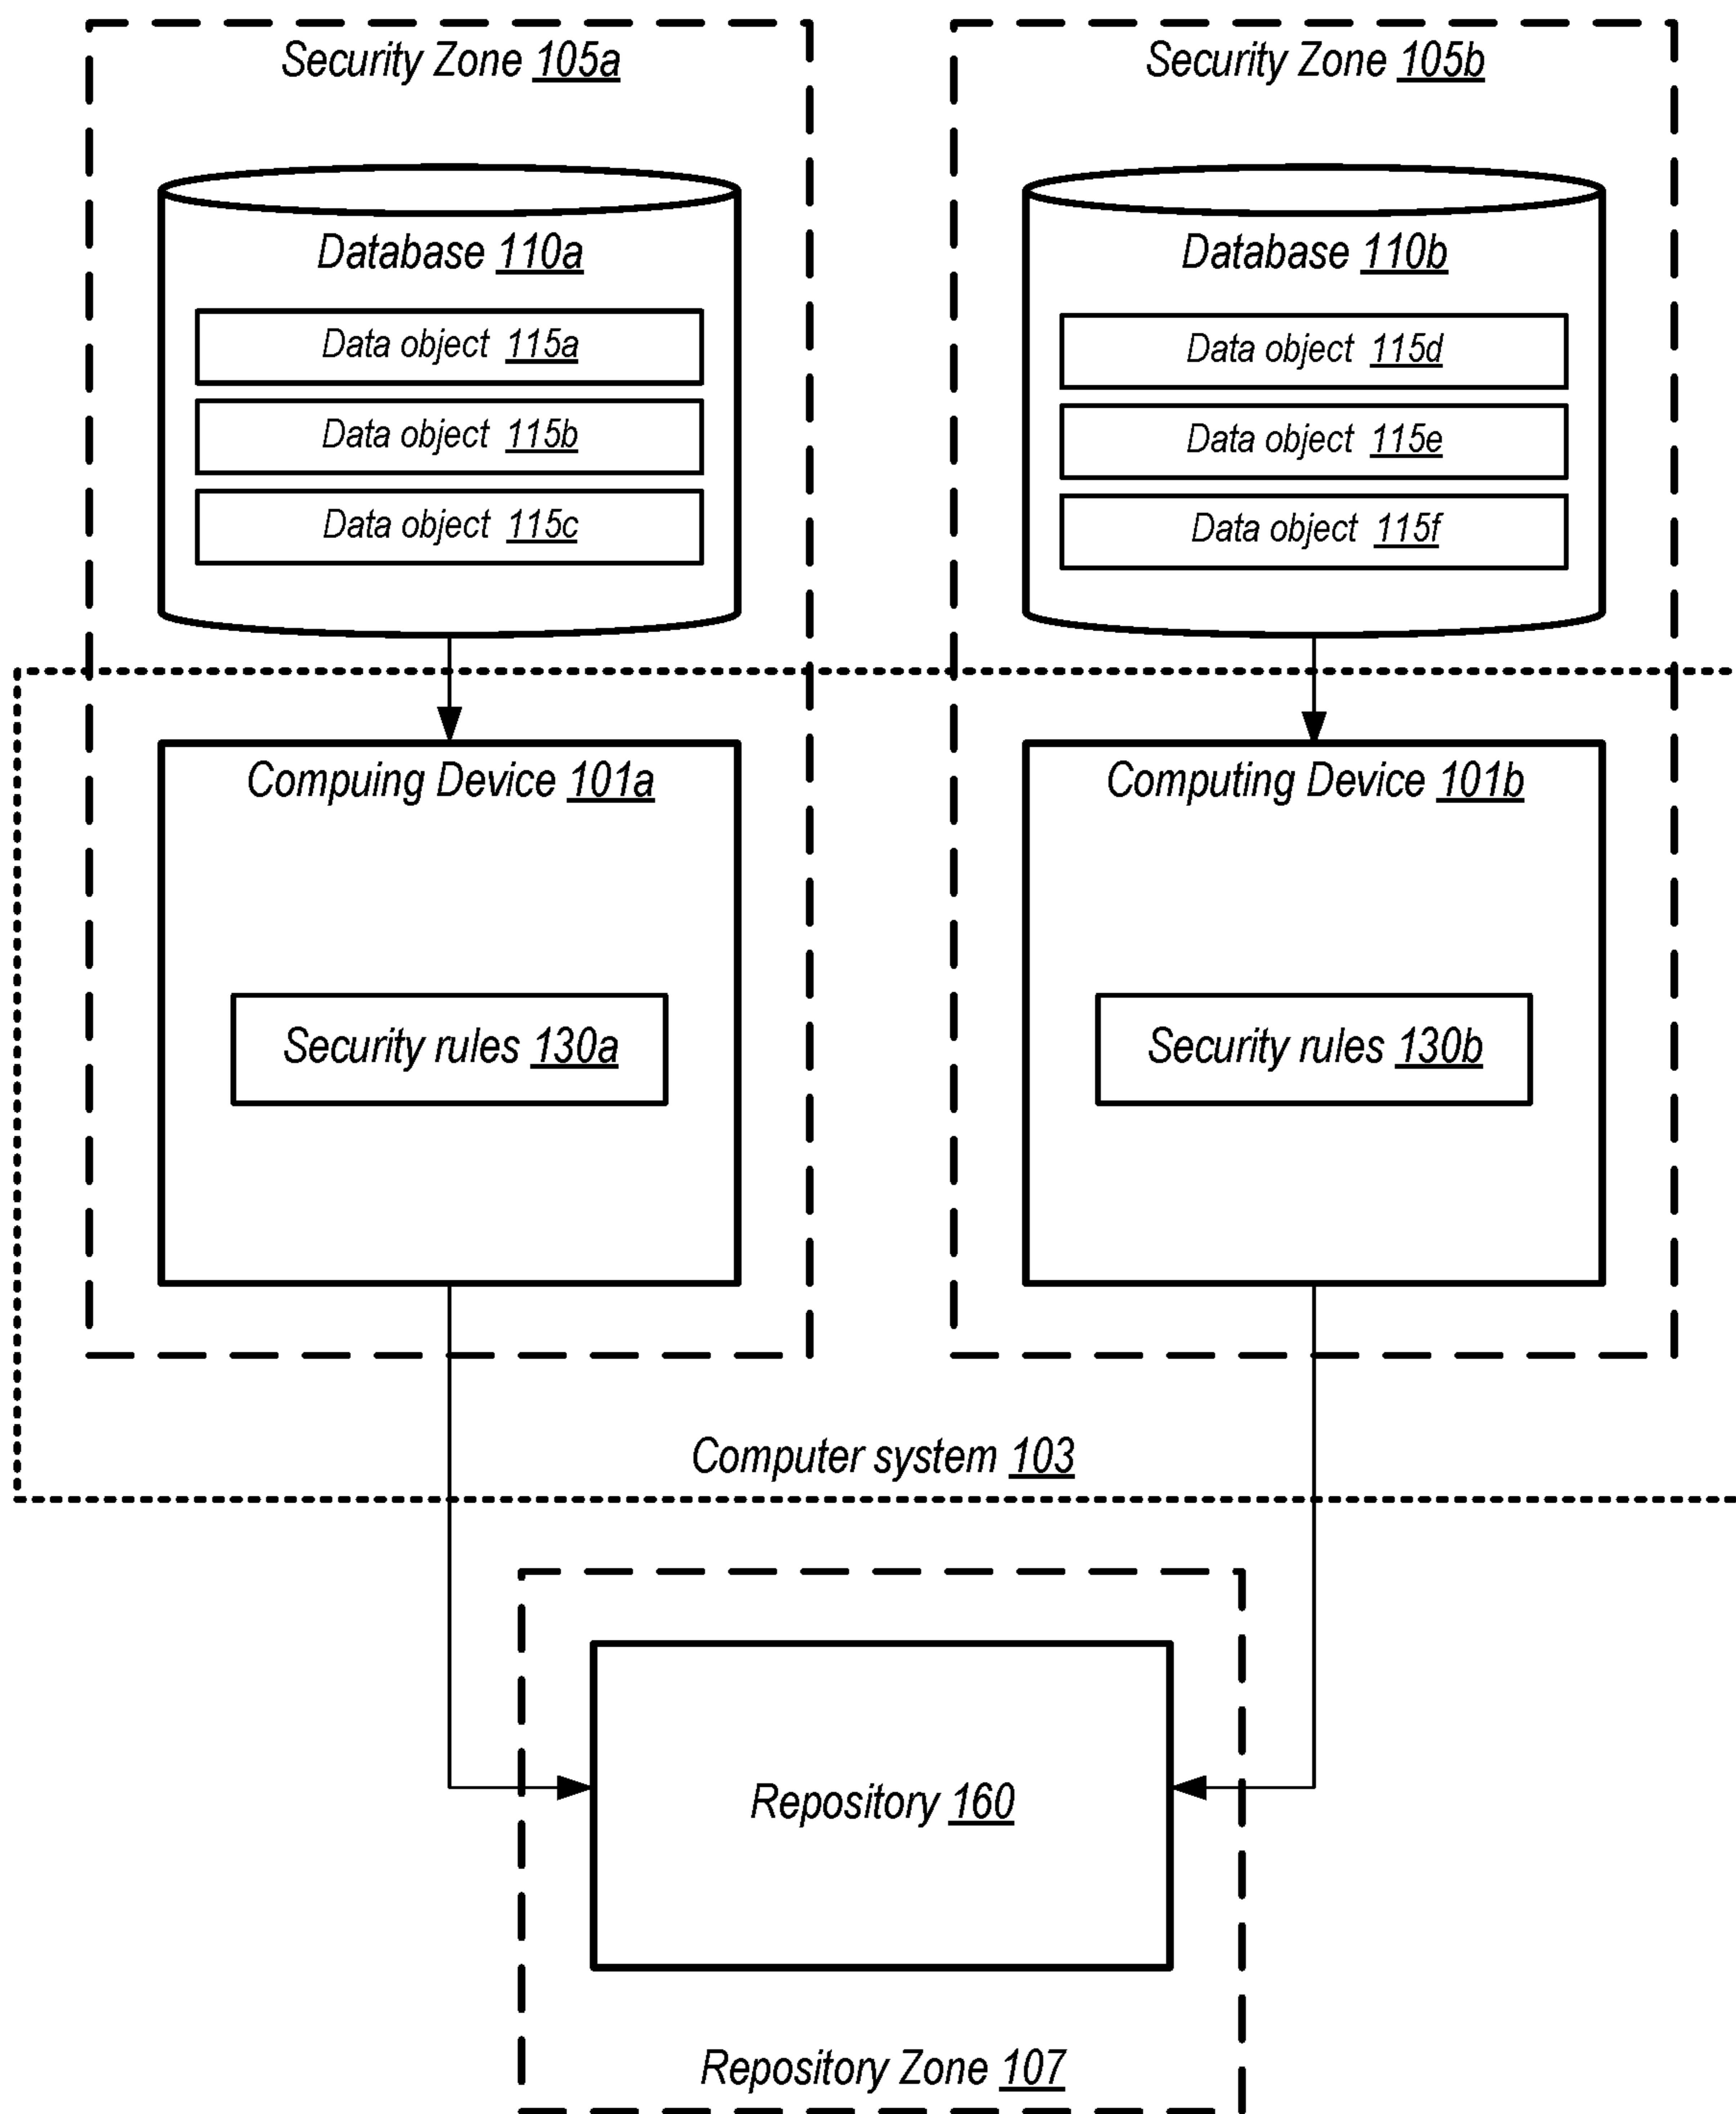 Security Zone 105a
Security Zone 105b
Database 110a
Database 110b
Data object 115a
Data object 115b
Data object 115c
Data object 115d
Data object 115e
Data object 115f
Compuing Device 101a
Computing Device 101b
Security rules 130a
Security rules 130b
Computer system 103
Repository 160
Repository Zone 107